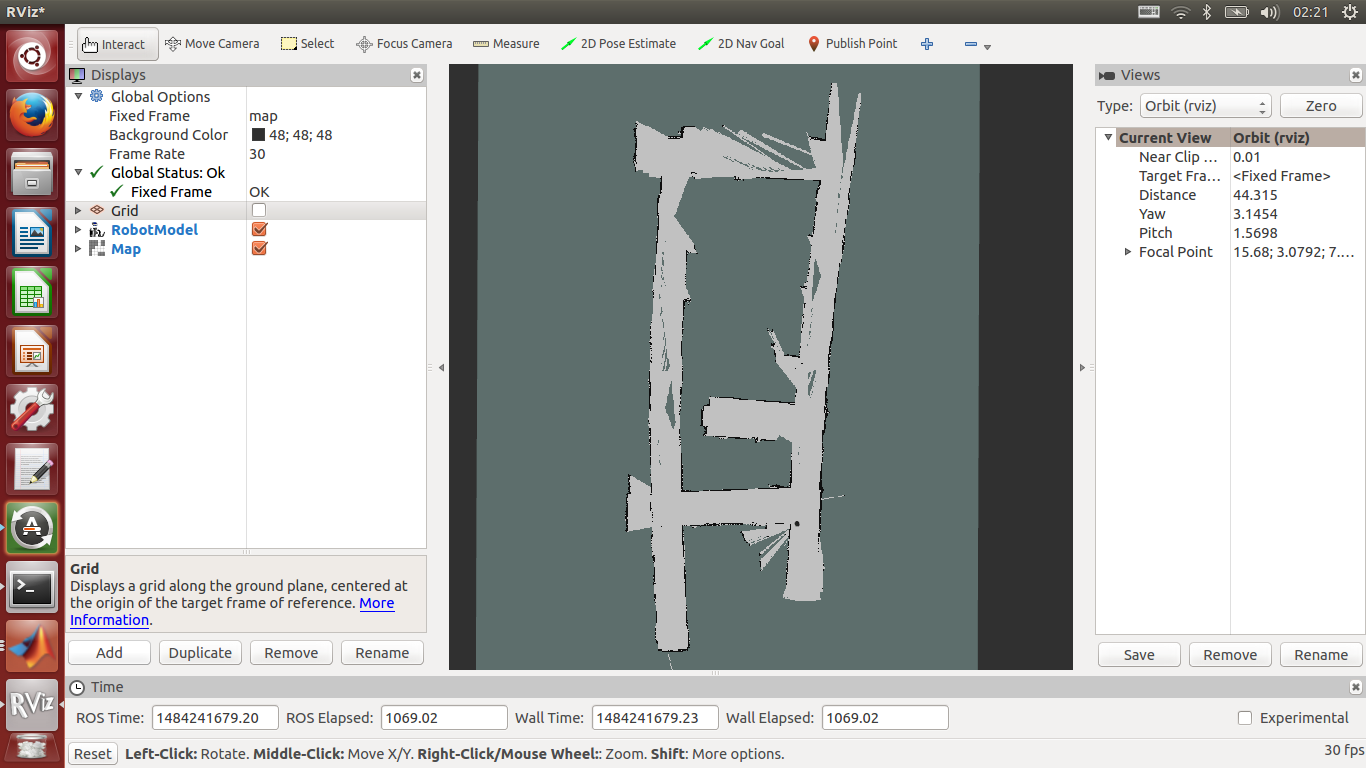 RViz*
02:21
Interact Move Camera Select Focus Camera Measure 2D Pose Estimate 2D Nav Goal Publish Point
Displays
Global Options
Fixed Frame map
Background Color 48; 48; 48
Frame Rate 30
Global Status: Ok
Fixed Frame OK
Grid
RobotModel
Map
Grid
Displays a grid along the ground plane, centered at
the origin of the target frame of reference. More
Information.
Add Duplicate Remove Rename
Views
Type: Orbit (rviz) Zero
Current View Orbit (rviz)
Near Clip ... 0.01
Target Fra... <Fixed Frame>
Distance 44.315
Yaw 3.1454
Pitch 1.5698
Focal Point 15.68; 3.0792; 7....
Save Remove Rename
Time
ROS Time: 1484241679.20 ROS Elapsed: 1069.02 Wall Time: 1484241679.23 Wall Elapsed: 1069.02 Experimental
Reset Left-Click: Rotate. Middle-Click: Move X/Y. Right-Click/Mouse Wheel:: Zoom. Shift: More options. 30 fps
RViz